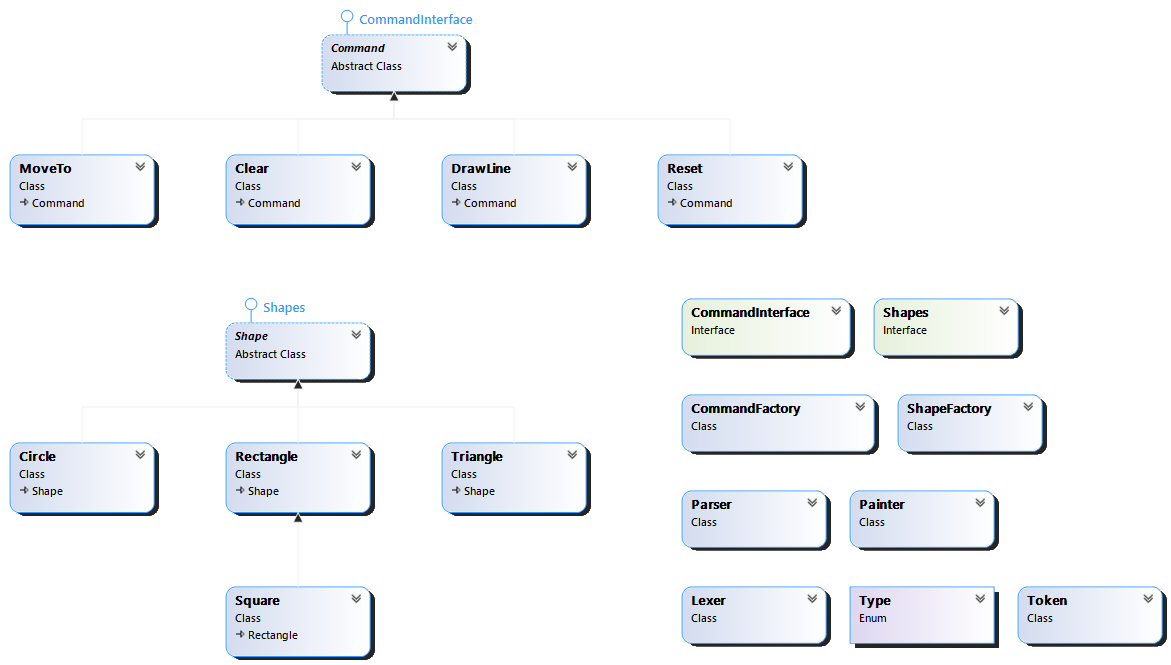 CommandInterface
Command
Abstract Class
MoveTo
Class
Command
Clear
Class
Command
DrawLine
Class
Command
Reset
Class
Command
Shapes
Shape
Abstract Class
Circle
Class
Shape
Rectangle
Class
Shape
Triangle
Class
Shape
Square
Class
Rectangle
CommandInterface
Interface
Shapes
Interface
CommandFactory
Class
ShapeFactory
Class
Parser
Class
Painter
Class
Lexer
Class
Type
Enum
Token
Class